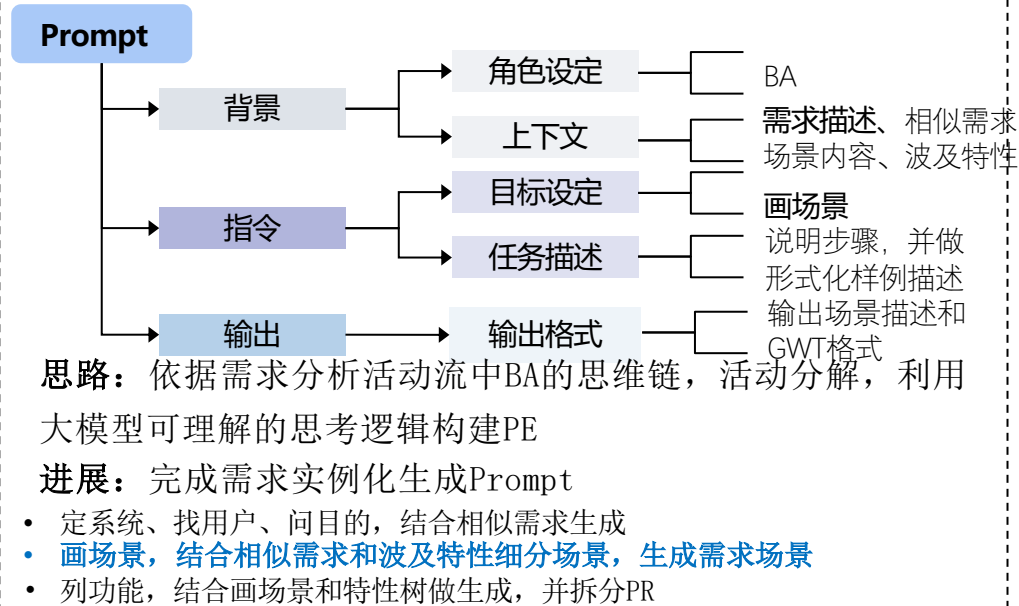 Prompt
背景
角色设定
BA
上下文
需求描述、相似需求
场景内容、波及特性
指令
目标设定
画场景
任务描述
说明步骤，并做
形式化样例描述
输出
输出格式
输出场景描述和
GWT格式
思路：依据需求分析活动流中BA的思维链，活动分解，利用
大模型可理解的思考逻辑构建PE
进展：完成需求实例化生成Prompt
• 定系统、找用户、问目的，结合相似需求生成
• 画场景，结合相似需求和波及特性细分场景，生成需求场景
• 列功能，结合画场景和特性树做生成，并拆分PR